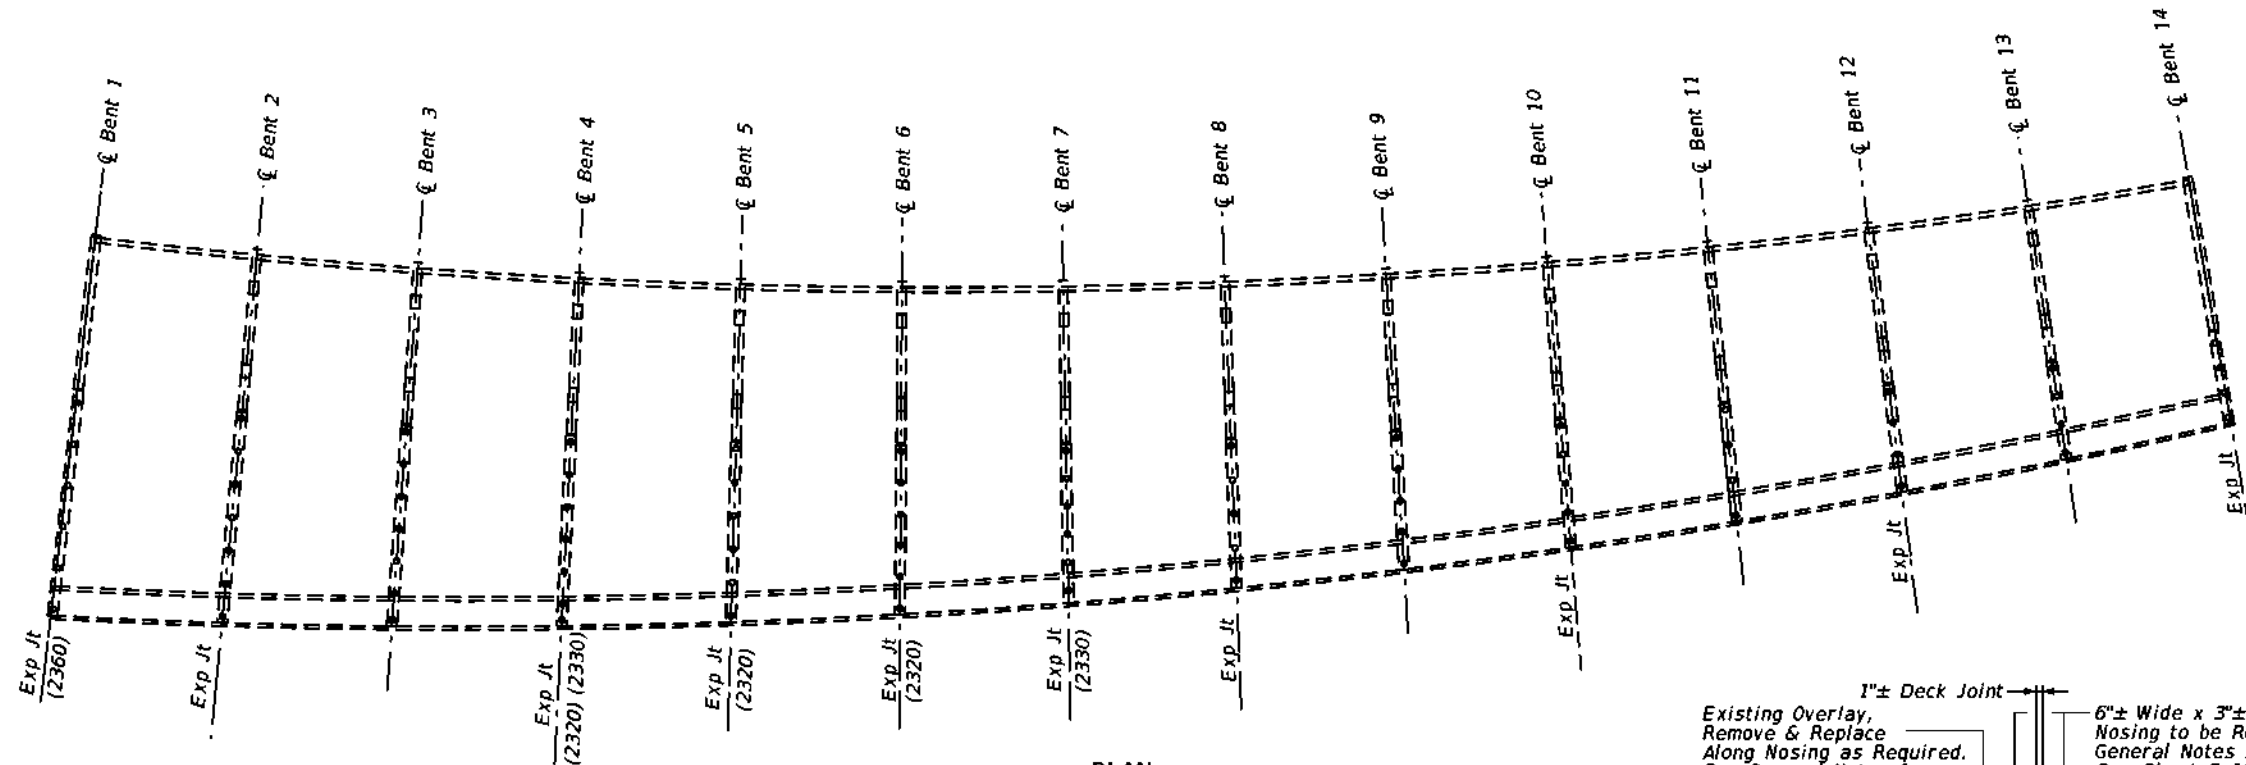 ℄ Bent 1
℄ Bent 2
℄ Bent 3
℄ Bent 4
℄ Bent 5
℄ Bent 6
℄ Bent 7
℄ Bent 8
℄ Bent 9
℄ Bent 10
℄ Bent 11
℄ Bent 12
℄ Bent 13
℄ Bent 14
Exp Jt
(2360)
Exp Jt
Exp Jt
(2320) (2330)
Exp Jt
(2320)
Exp Jt
(2320)
Exp Jt
(2330)
Exp Jt
Exp Jt
Exp Jt
Exp Jt
1"± Deck Joint
Existing Overlay,
Remove & Replace
Along Nosing as Required.
6"± Wide x 3"±
Nosing to be
General Notes